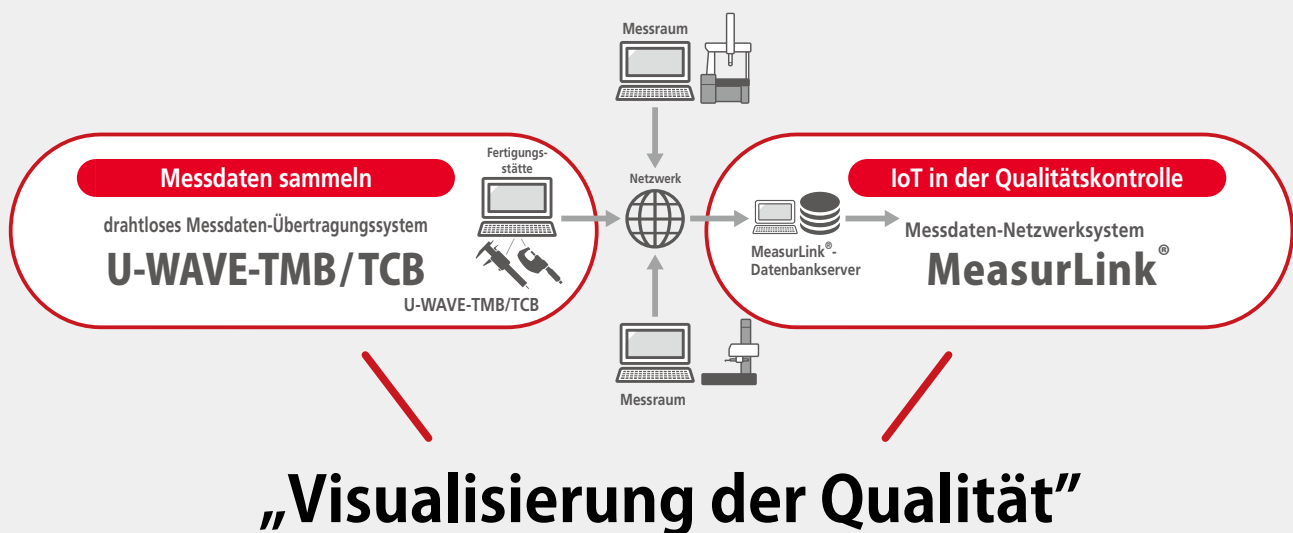 Messraum
Messdaten sammeln
drahtloses Messdaten-Übertragungssystem
U-WAVE-TMB/TCB
Fertigungs-
stätte
U-WAVE-TMB/TCB
Netzwerk
Messraum
IoT in der Qualitätskontrolle
MeasurLink®-
Datenbankserver
Messdaten-Netzwerksystem
MeasurLink®
„Visualisierung der Qualität”